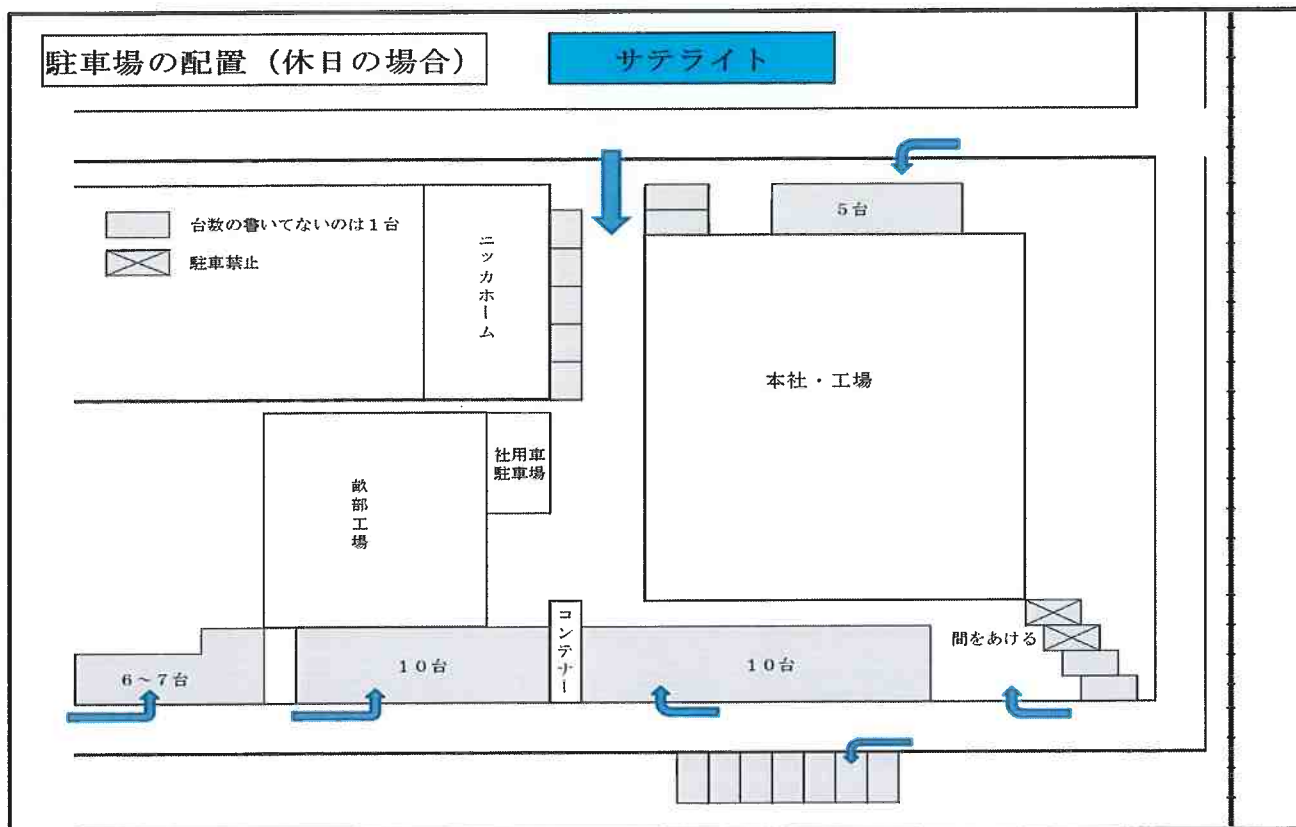 駐車場の配置（休日の場合）
サテライト
台数の書いてないのは１台
駐車禁止
ニッカホーム
５台
本社・工場
社用車
駐車場
畝部工場
コンテナー
間をあける
６～７台
１０台
１０台